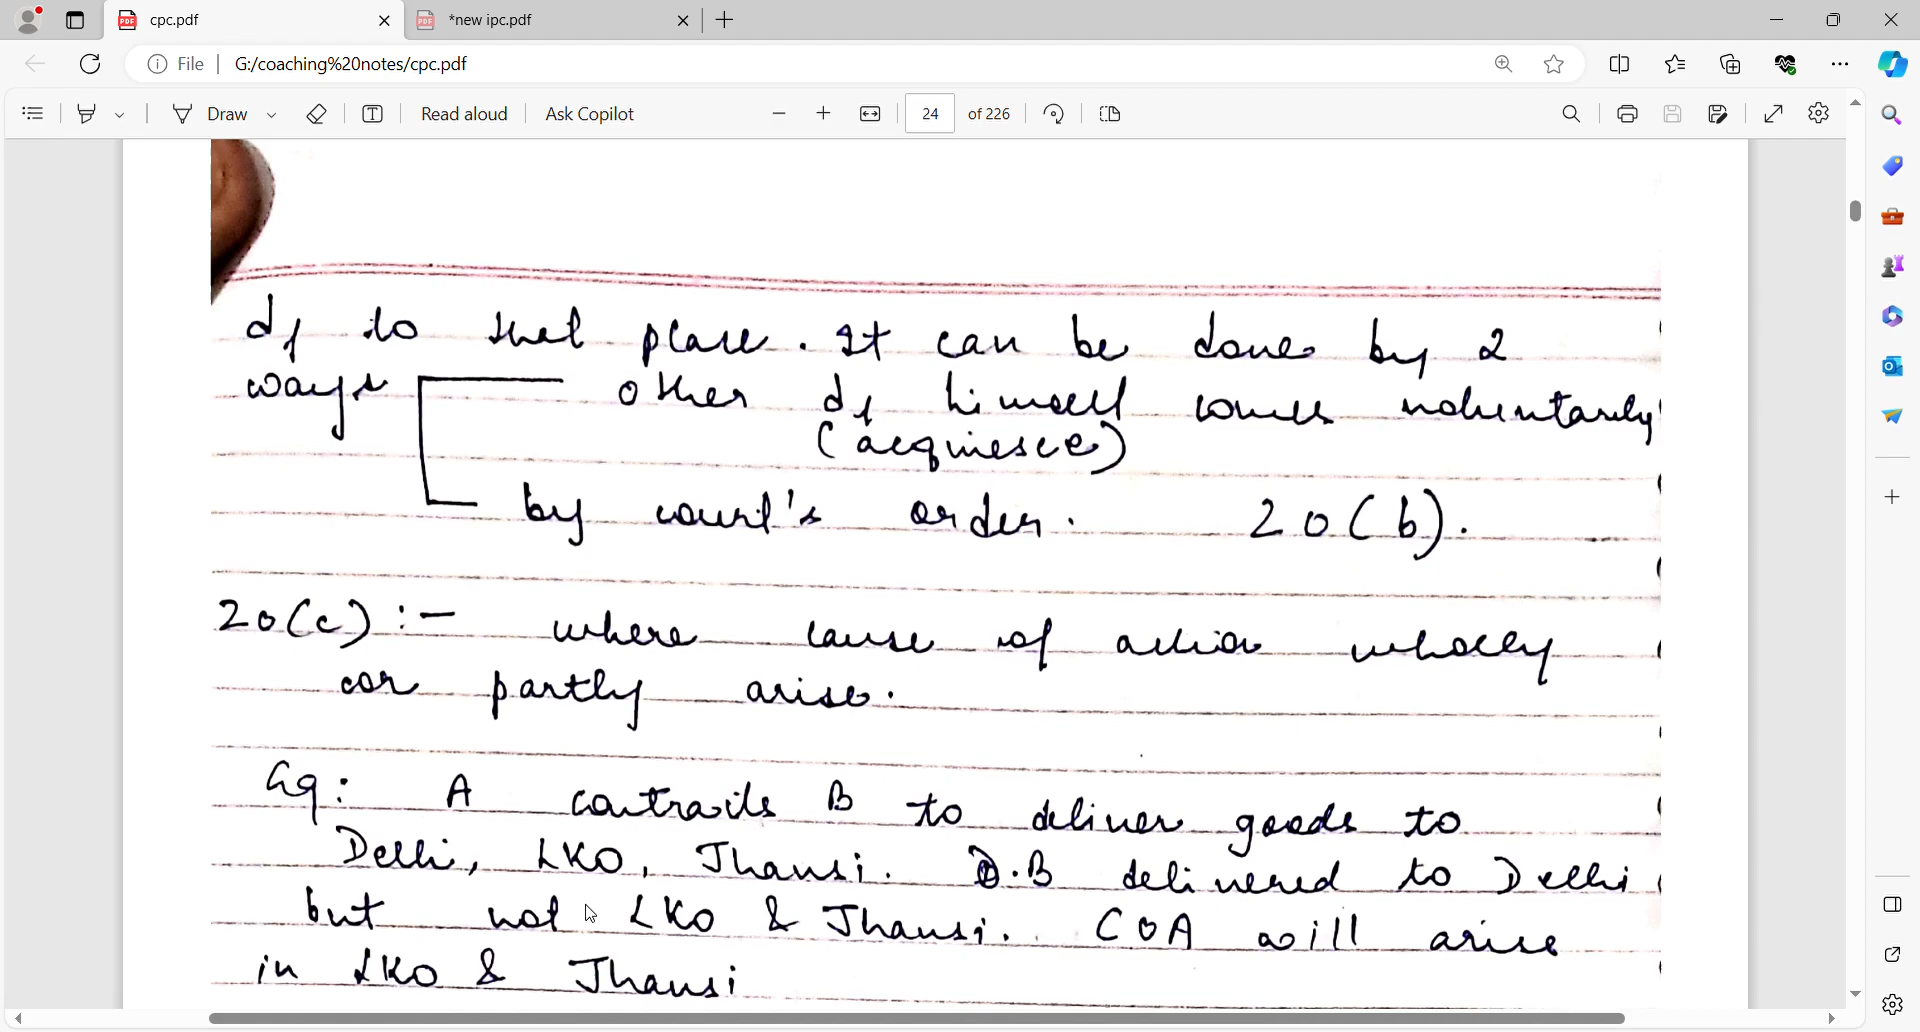 cpc.pdf
*new ipc.pdf
File G:/coaching%20notes/cpc.pdf
Draw Read aloud Ask Copilot 24 of 226
df to that place. It can be done by 2
ways other df himself comes voluntarily
(acquiesce)
by court's order. 20(b).
20(c) :- where cause of action wholly
or partly arise.
Eg: A contracts B to deliver goods to
Delhi, LKO, Jhansi. B delivered to Delhi
but not LKO & Jhansi. COA will arise
in LKO & Jhansi